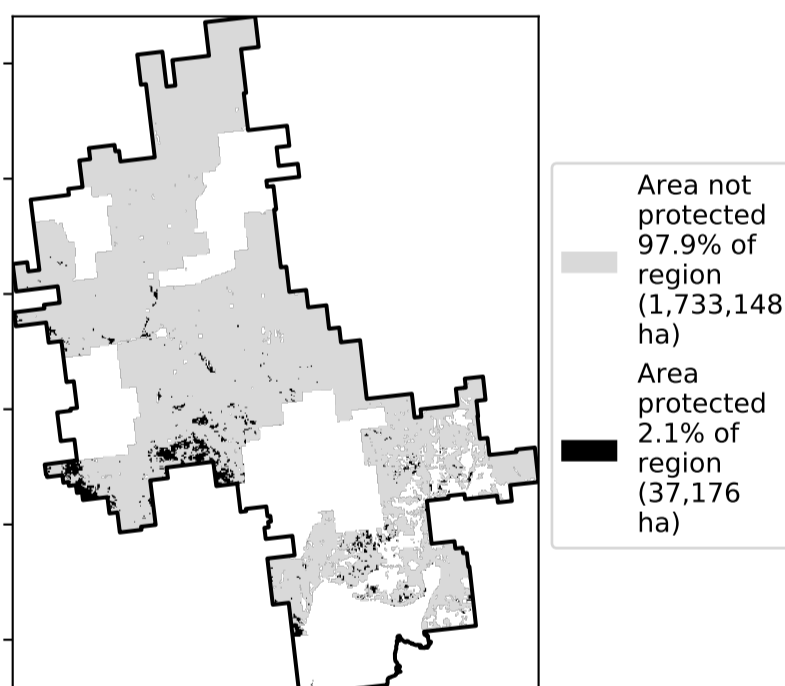 Area not
protected
97.9% of
region
(1,733,148
ha)
Area
protected
2.1% of
region
(37,176
ha)